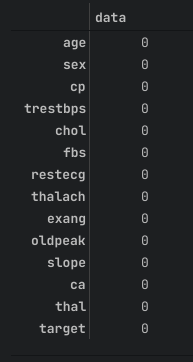 data
age 0
sex 0
cp 0
trestbps 0
chol 0
fbs 0
restecg 0
thalach 0
exang 0
oldpeak 0
slope 0
ca 0
thal 0
target 0